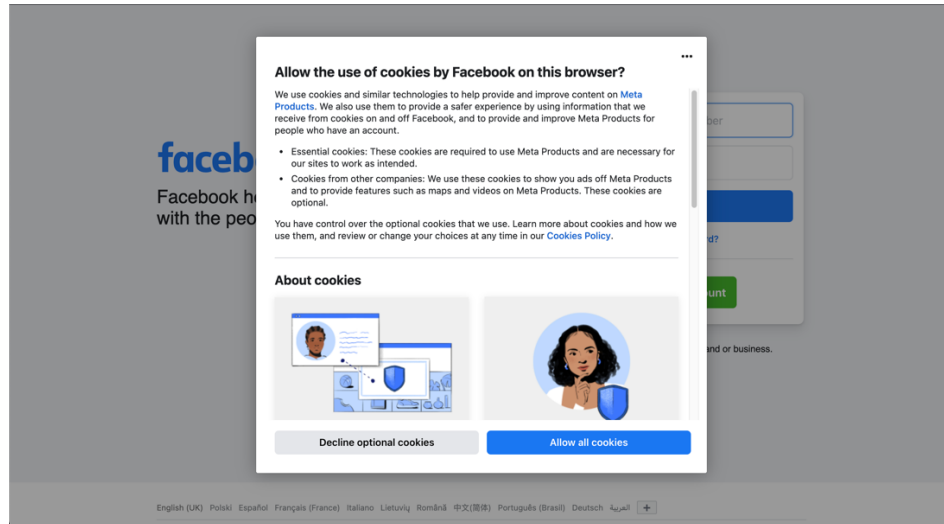 Allow the use of cookies by Facebook on this browser?
We use cookies and similar technologies to help provide and improve content on Meta
Products. We also use them to provide a safer experience by using information that we
receive from cookies on and off Facebook, and to provide and improve Meta Products for
people who have an account.
• Essential cookies: These cookies are required to use Meta Products and are necessary for
our sites to work as intended.
• Cookies from other companies: We use these cookies to show you ads off Meta Products
and to provide features such as maps and videos on Meta Products. These cookies are
optional.
You have control over the optional cookies that we use. Learn more about cookies and how we
use them, and review or change your choices at any time in our Cookies Policy.
About cookies
Decline optional cookies
Allow all cookies
faceb
Facebook h
with the peo
and or business.
English (UK) Polski Español Français (France) Italiano Lietuvių Română 中文(简体) Português (Brasil) Deutsch العربية +